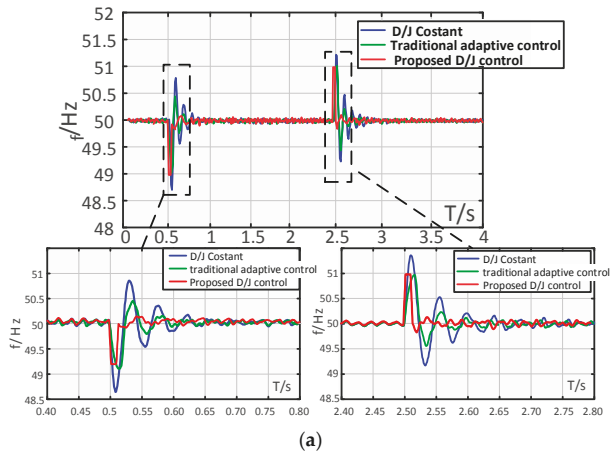 52
51.5
51
50.5
50
49.5
49
48.5
48
f/Hz
D/J Costant
Traditional adaptive control
Proposed D/J control
T/s
0 0.5 1 1.5 2.0 2.5 3 3.5 4
51
50.5
50
49.5
49
48.5
f/Hz
D/J Costant
traditional adaptive control
Proposed D/J control
T/s
0.40 0.45 0.50 0.55 0.60 0.65 0.70 0.75 0.80
51
50.5
50
49.5
49
48.5
f/Hz
D/J Costant
traditional adaptive control
Proposed D/J control
T/s
2.40 2.45 2.50 2.55 2.60 2.65 2.70 2.75 2.80
(a)